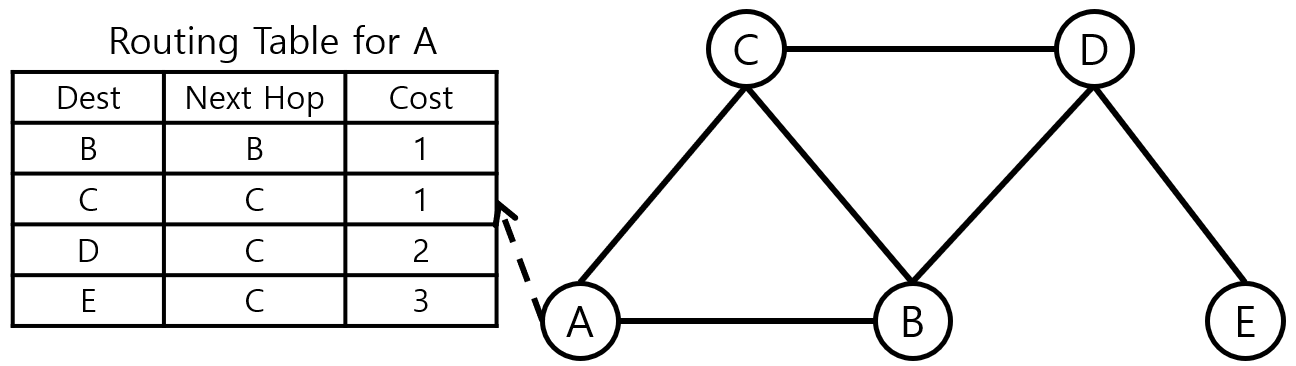 Routing Table for A
Dest Next Hop Cost
B B 1
C C 1
D C 2
E C 3
C D
A B E